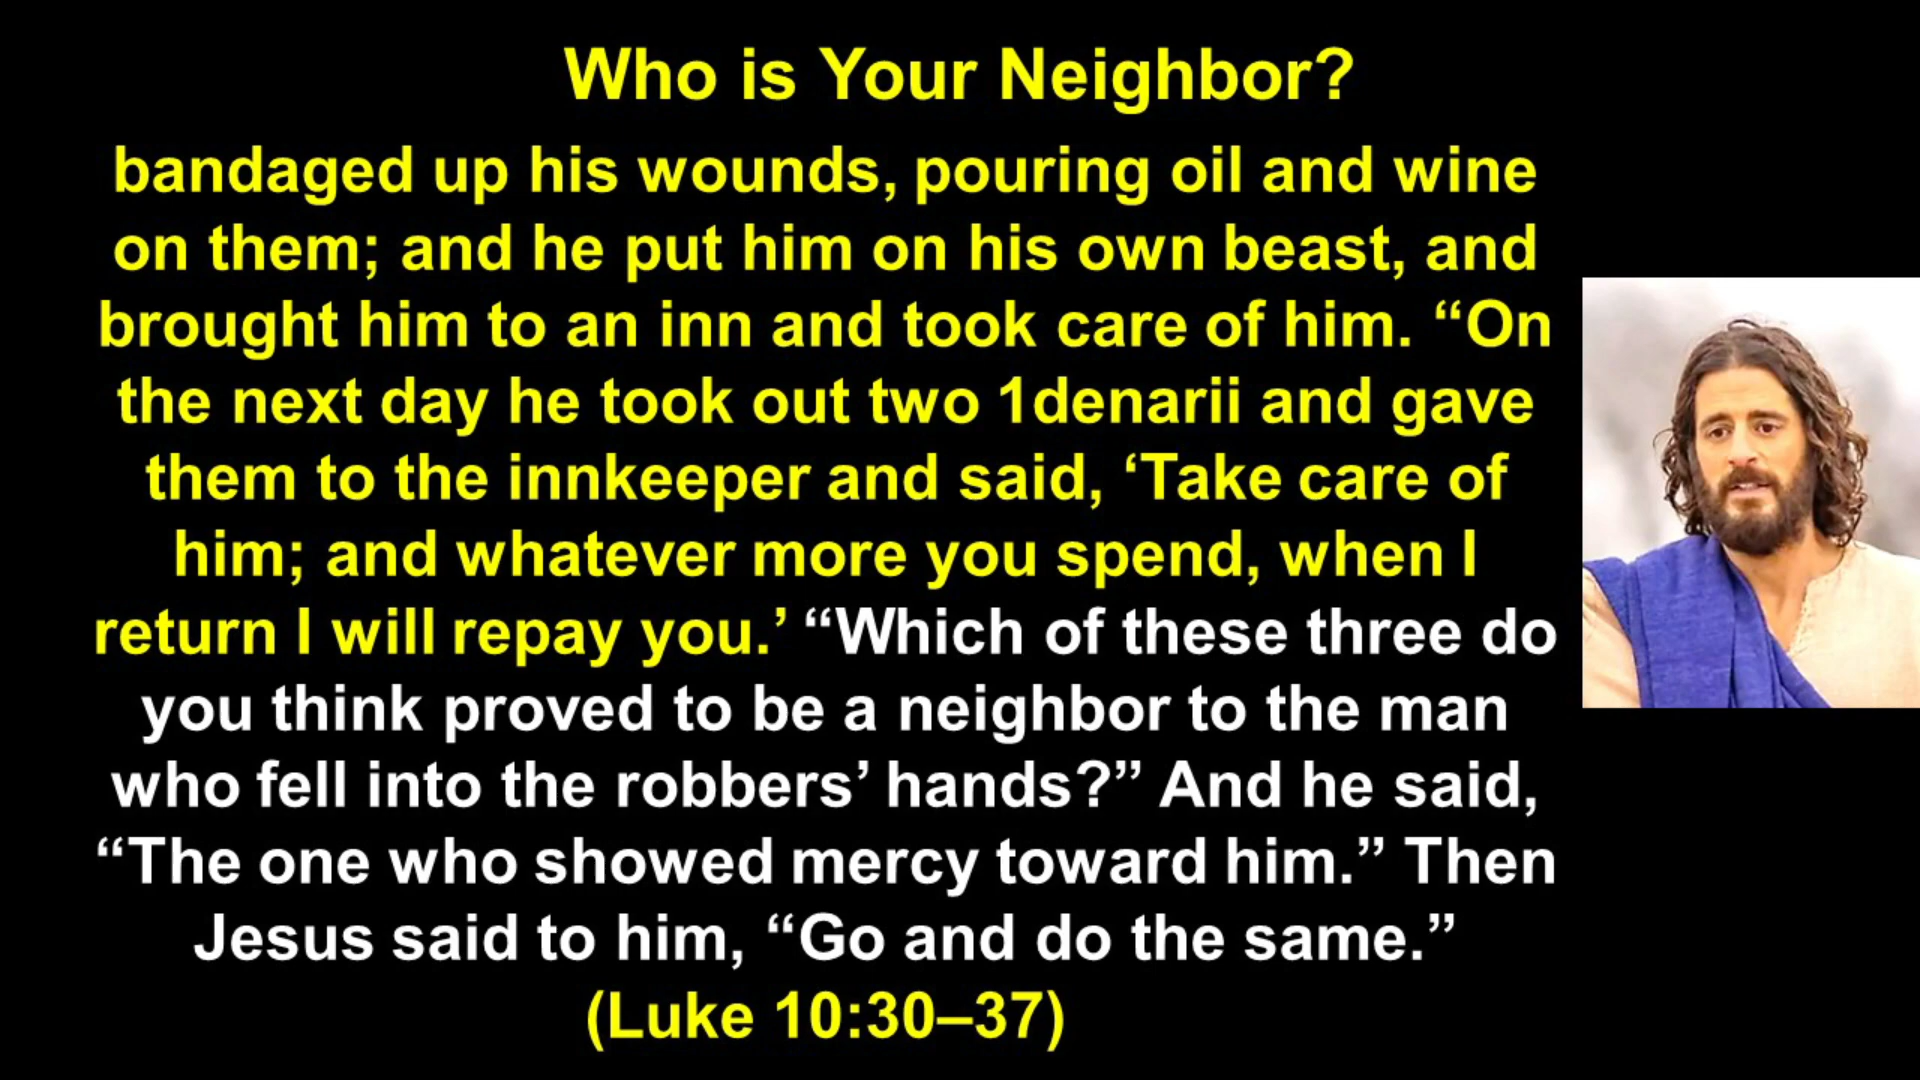 Who is Your Neighbor?
bandaged up his wounds, pouring oil and wine
on them; and he put him on his own beast, and
brought him to an inn and took care of him. “On
the next day he took out two 1denarii and gave
them to the innkeeper and said, ‘Take care of
him; and whatever more you spend, when I
return I will repay you.’ “Which of these three do
you think proved to be a neighbor to the man
who fell into the robbers’ hands?” And he said,
“The one who showed mercy toward him.” Then
Jesus said to him, “Go and do the same.”
(Luke 10:30–37)